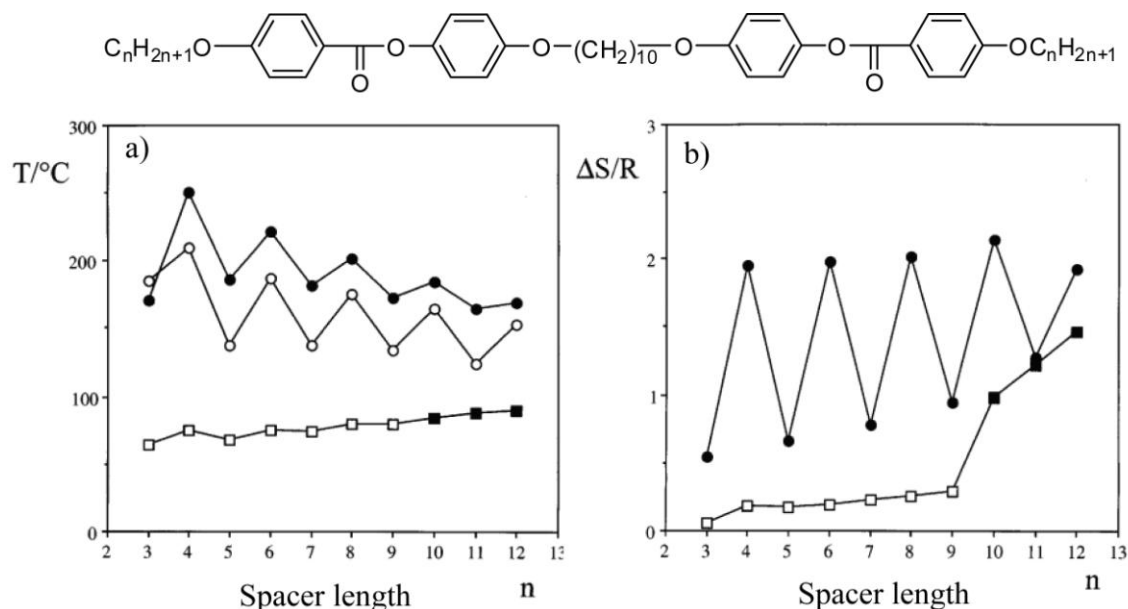 CnH2n+1 O O O O (CH2)10 O O O O CnH2n+1
a)
T/°C
300
200
100
0
2 3 4 5 6 7 8 9 10 11 12 13
n
Spacer length
b)
ΔS/R
3
2
1
0
2 3 4 5 6 7 8 9 10 11 12 13
n
Spacer length